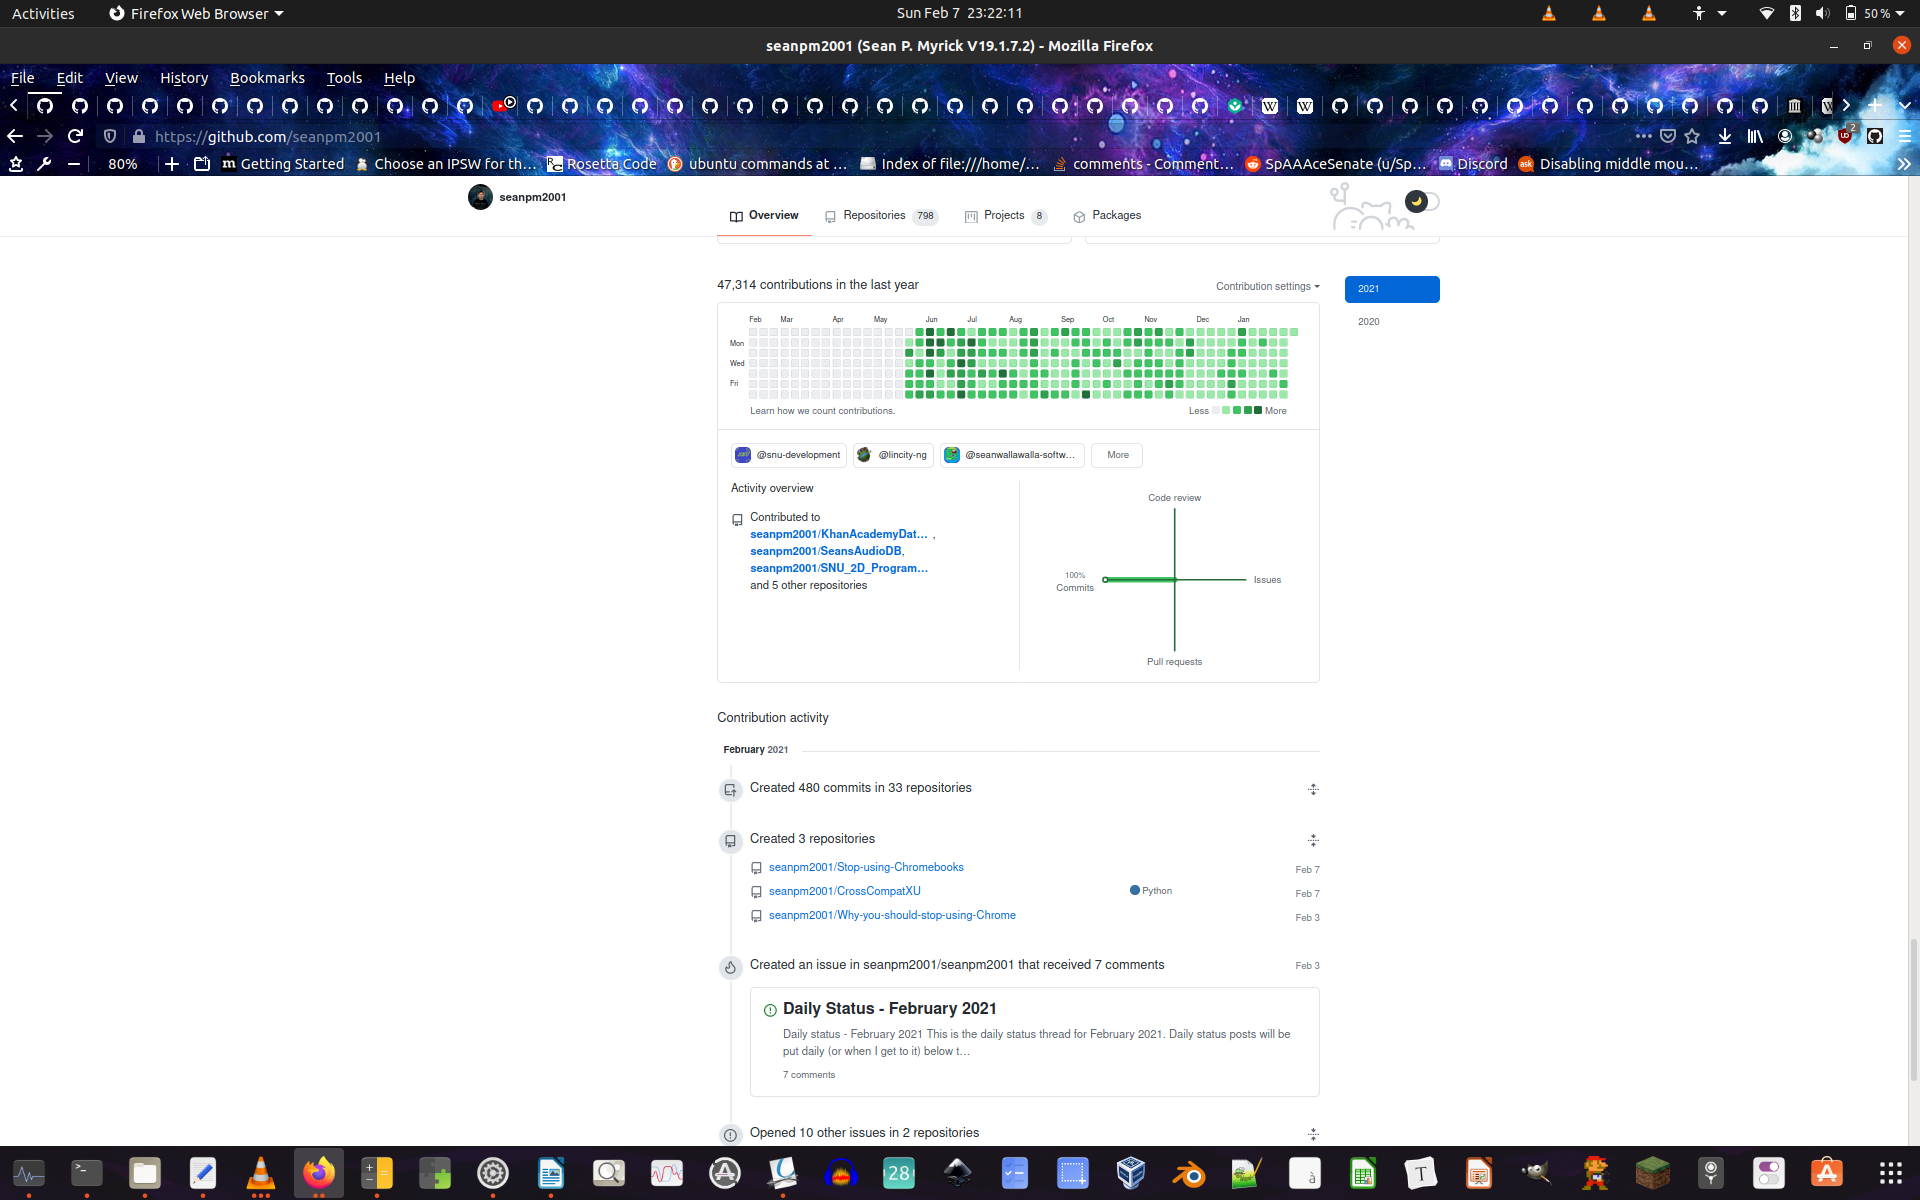 Activities
Firefox Web Browser
Sun Feb 7 23:22:11
50 %
seanpm2001 (Sean P. Myrick V19.1.7.2) - Mozilla Firefox
File Edit View History Bookmarks Tools Help
https://github.com/seanpm2001
2
80%
Getting Started
Choose an IPSW for th…
Rosetta Code
ubuntu commands at …
Index of file:///home/…
comments - Comment…
SpAAAceSenate (u/Sp…
Discord
Disabling middle mou…
seanpm2001
Overview
Repositories 798
Projects 8
Packages
47,314 contributions in the last year
Contribution settings
2021
2020
Feb Mar Apr May Jun Jul Aug Sep Oct Nov Dec Jan
Mon
Wed
Fri
Learn how we count contributions.
Less
More
@snu-development
@lincity-ng
@seanwallawalla-softw…
More
Activity overview
Contributed to
seanpm2001/KhanAcademyDat… ,
seanpm2001/SeansAudioDB,
seanpm2001/SNU_2D_Program…
and 5 other repositories
Code review
100%
Commits
Issues
Pull requests
Contribution activity
February 2021
Created 480 commits in 33 repositories
Created 3 repositories
seanpm2001/Stop-using-Chromebooks
Feb 7
seanpm2001/CrossCompatXU
Python
Feb 7
seanpm2001/Why-you-should-stop-using-Chrome
Feb 3
Created an issue in seanpm2001/seanpm2001 that received 7 comments
Feb 3
Daily Status - February 2021
Daily status - February 2021 This is the daily status thread for February 2021. Daily status posts will be
put daily (or when I get to it) below t…
7 comments
Opened 10 other issues in 2 repositories
28